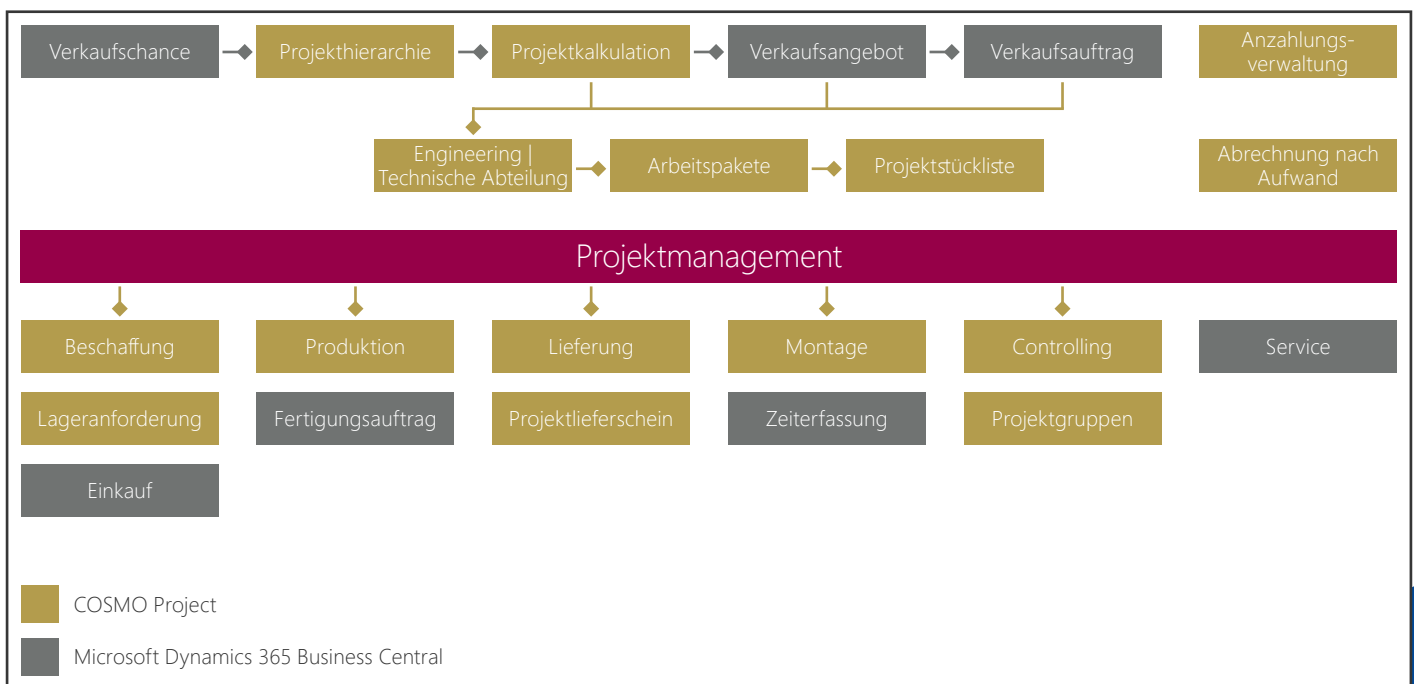 Verkaufschance
Projekthierarchie
Projektkalkulation
Verkaufsangebot
Verkaufsauftrag
Anzahlungs-
verwaltung
Engineering |
Technische Abteilung
Arbeitspakete
Projektstückliste
Abrechnung nach
Aufwand
Projektmanagement
Beschaffung
Produktion
Lieferung
Montage
Controlling
Service
Lageranforderung
Fertigungsauftrag
Projektlieferschein
Zeiterfassung
Projektgruppen
Einkauf
COSMO Project
Microsoft Dynamics 365 Business Central